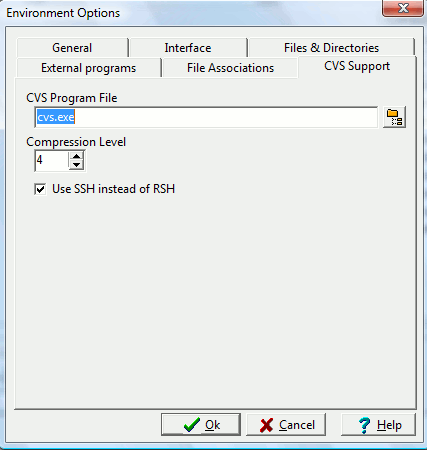 Environment Options
General
Interface
Files & Directories
External programs
File Associations
CVS Support
CVS Program File
cvs.exe
Compression Level
4
Use SSH instead of RSH
Ok
Cancel
Help